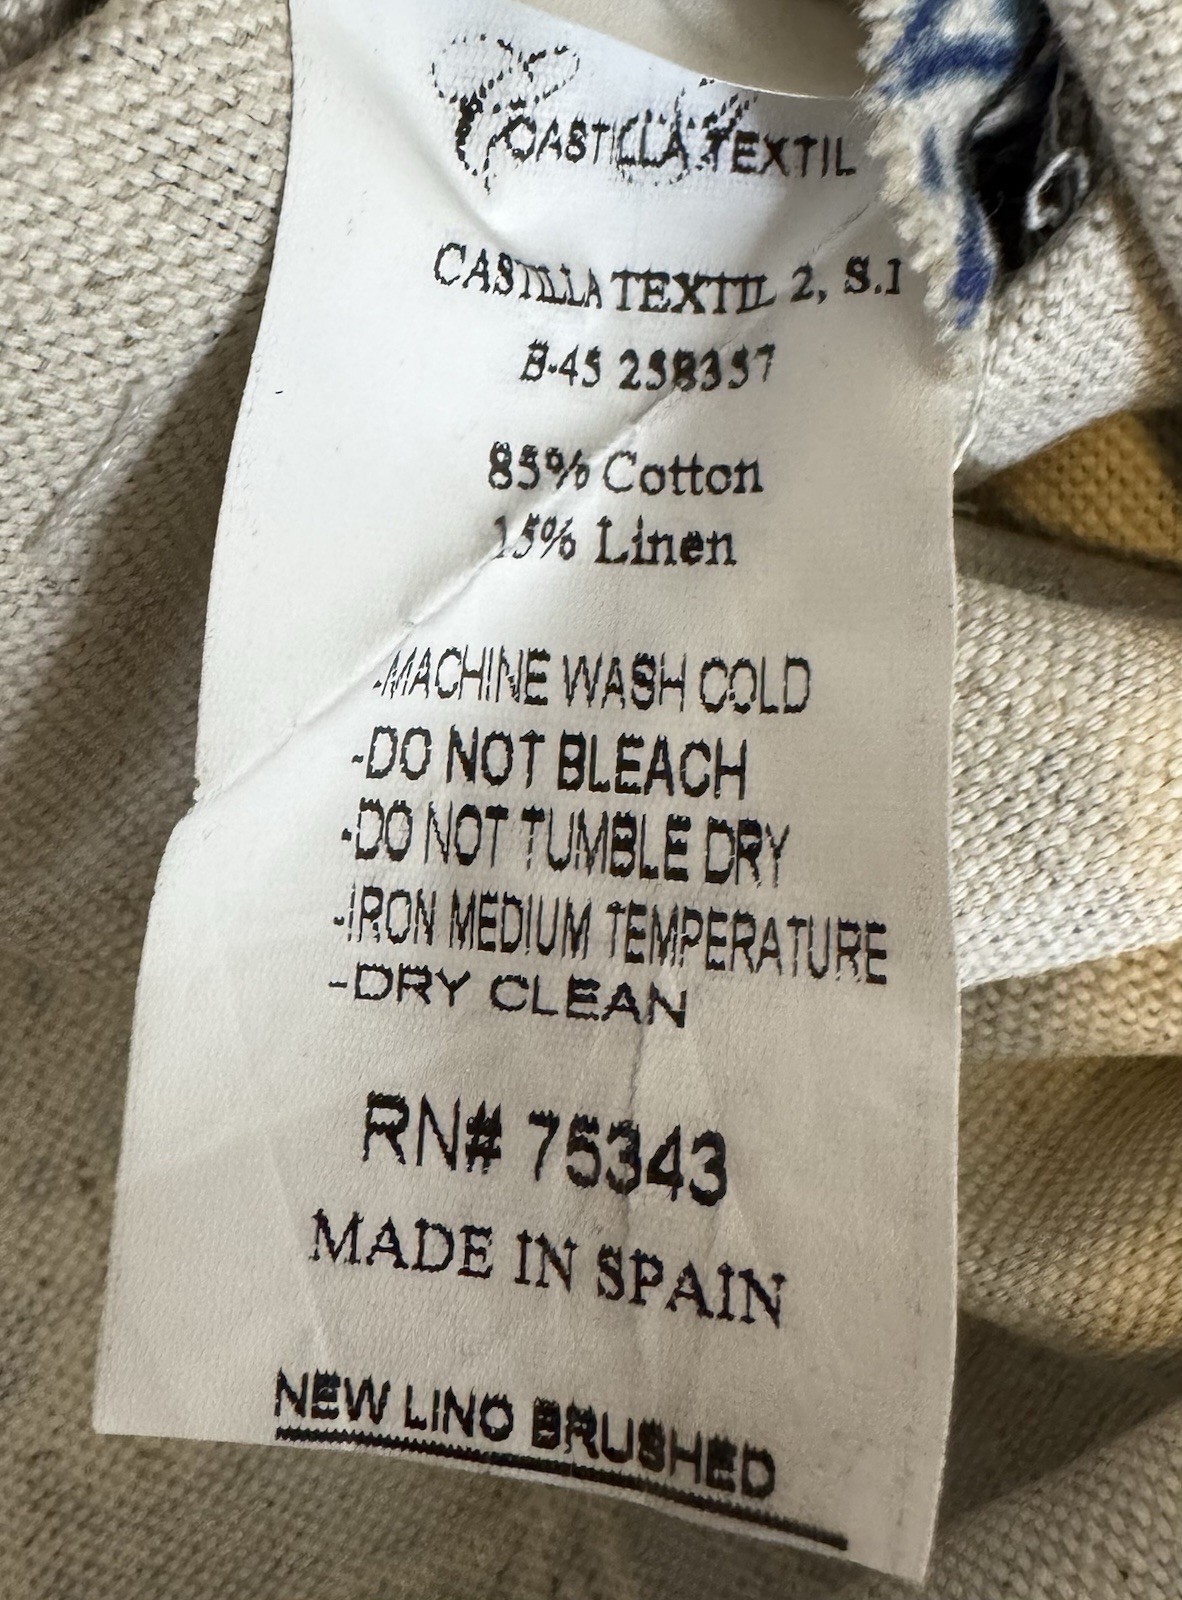 CASTILLA TEXTIL
CASTILLA TEXTIL 2, S.L
B-45 258357
85% Cotton
15% Linen
-MACHINE WASH COLD
-DO NOT BLEACH
-DO NOT TUMBLE DRY
-IRON MEDIUM TEMPERATURE
-DRY CLEAN
RN# 75343
MADE IN SPAIN
NEW LINO BRUSHED